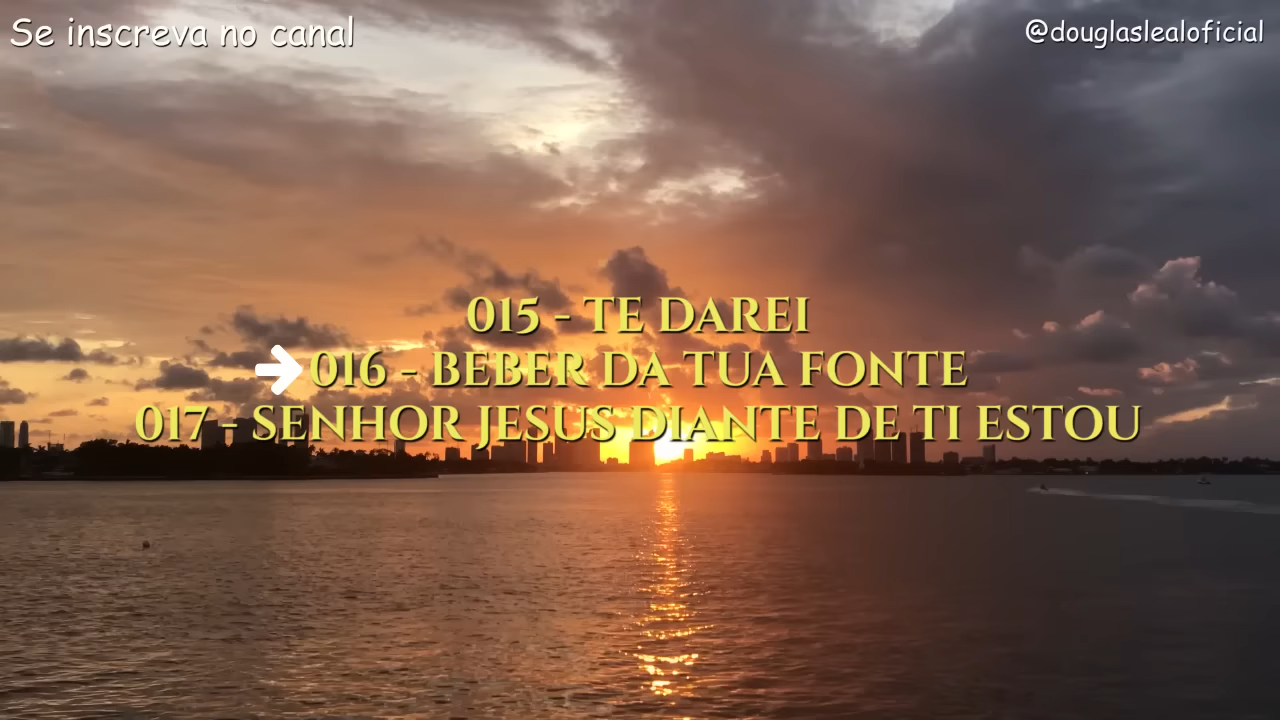 Se inscreva no canal
@douglaslealoficial
015 - TE DAREI
016 - BEBER DA TUA FONTE
017 - SENHOR JESUS DIANTE DE TI ESTOU